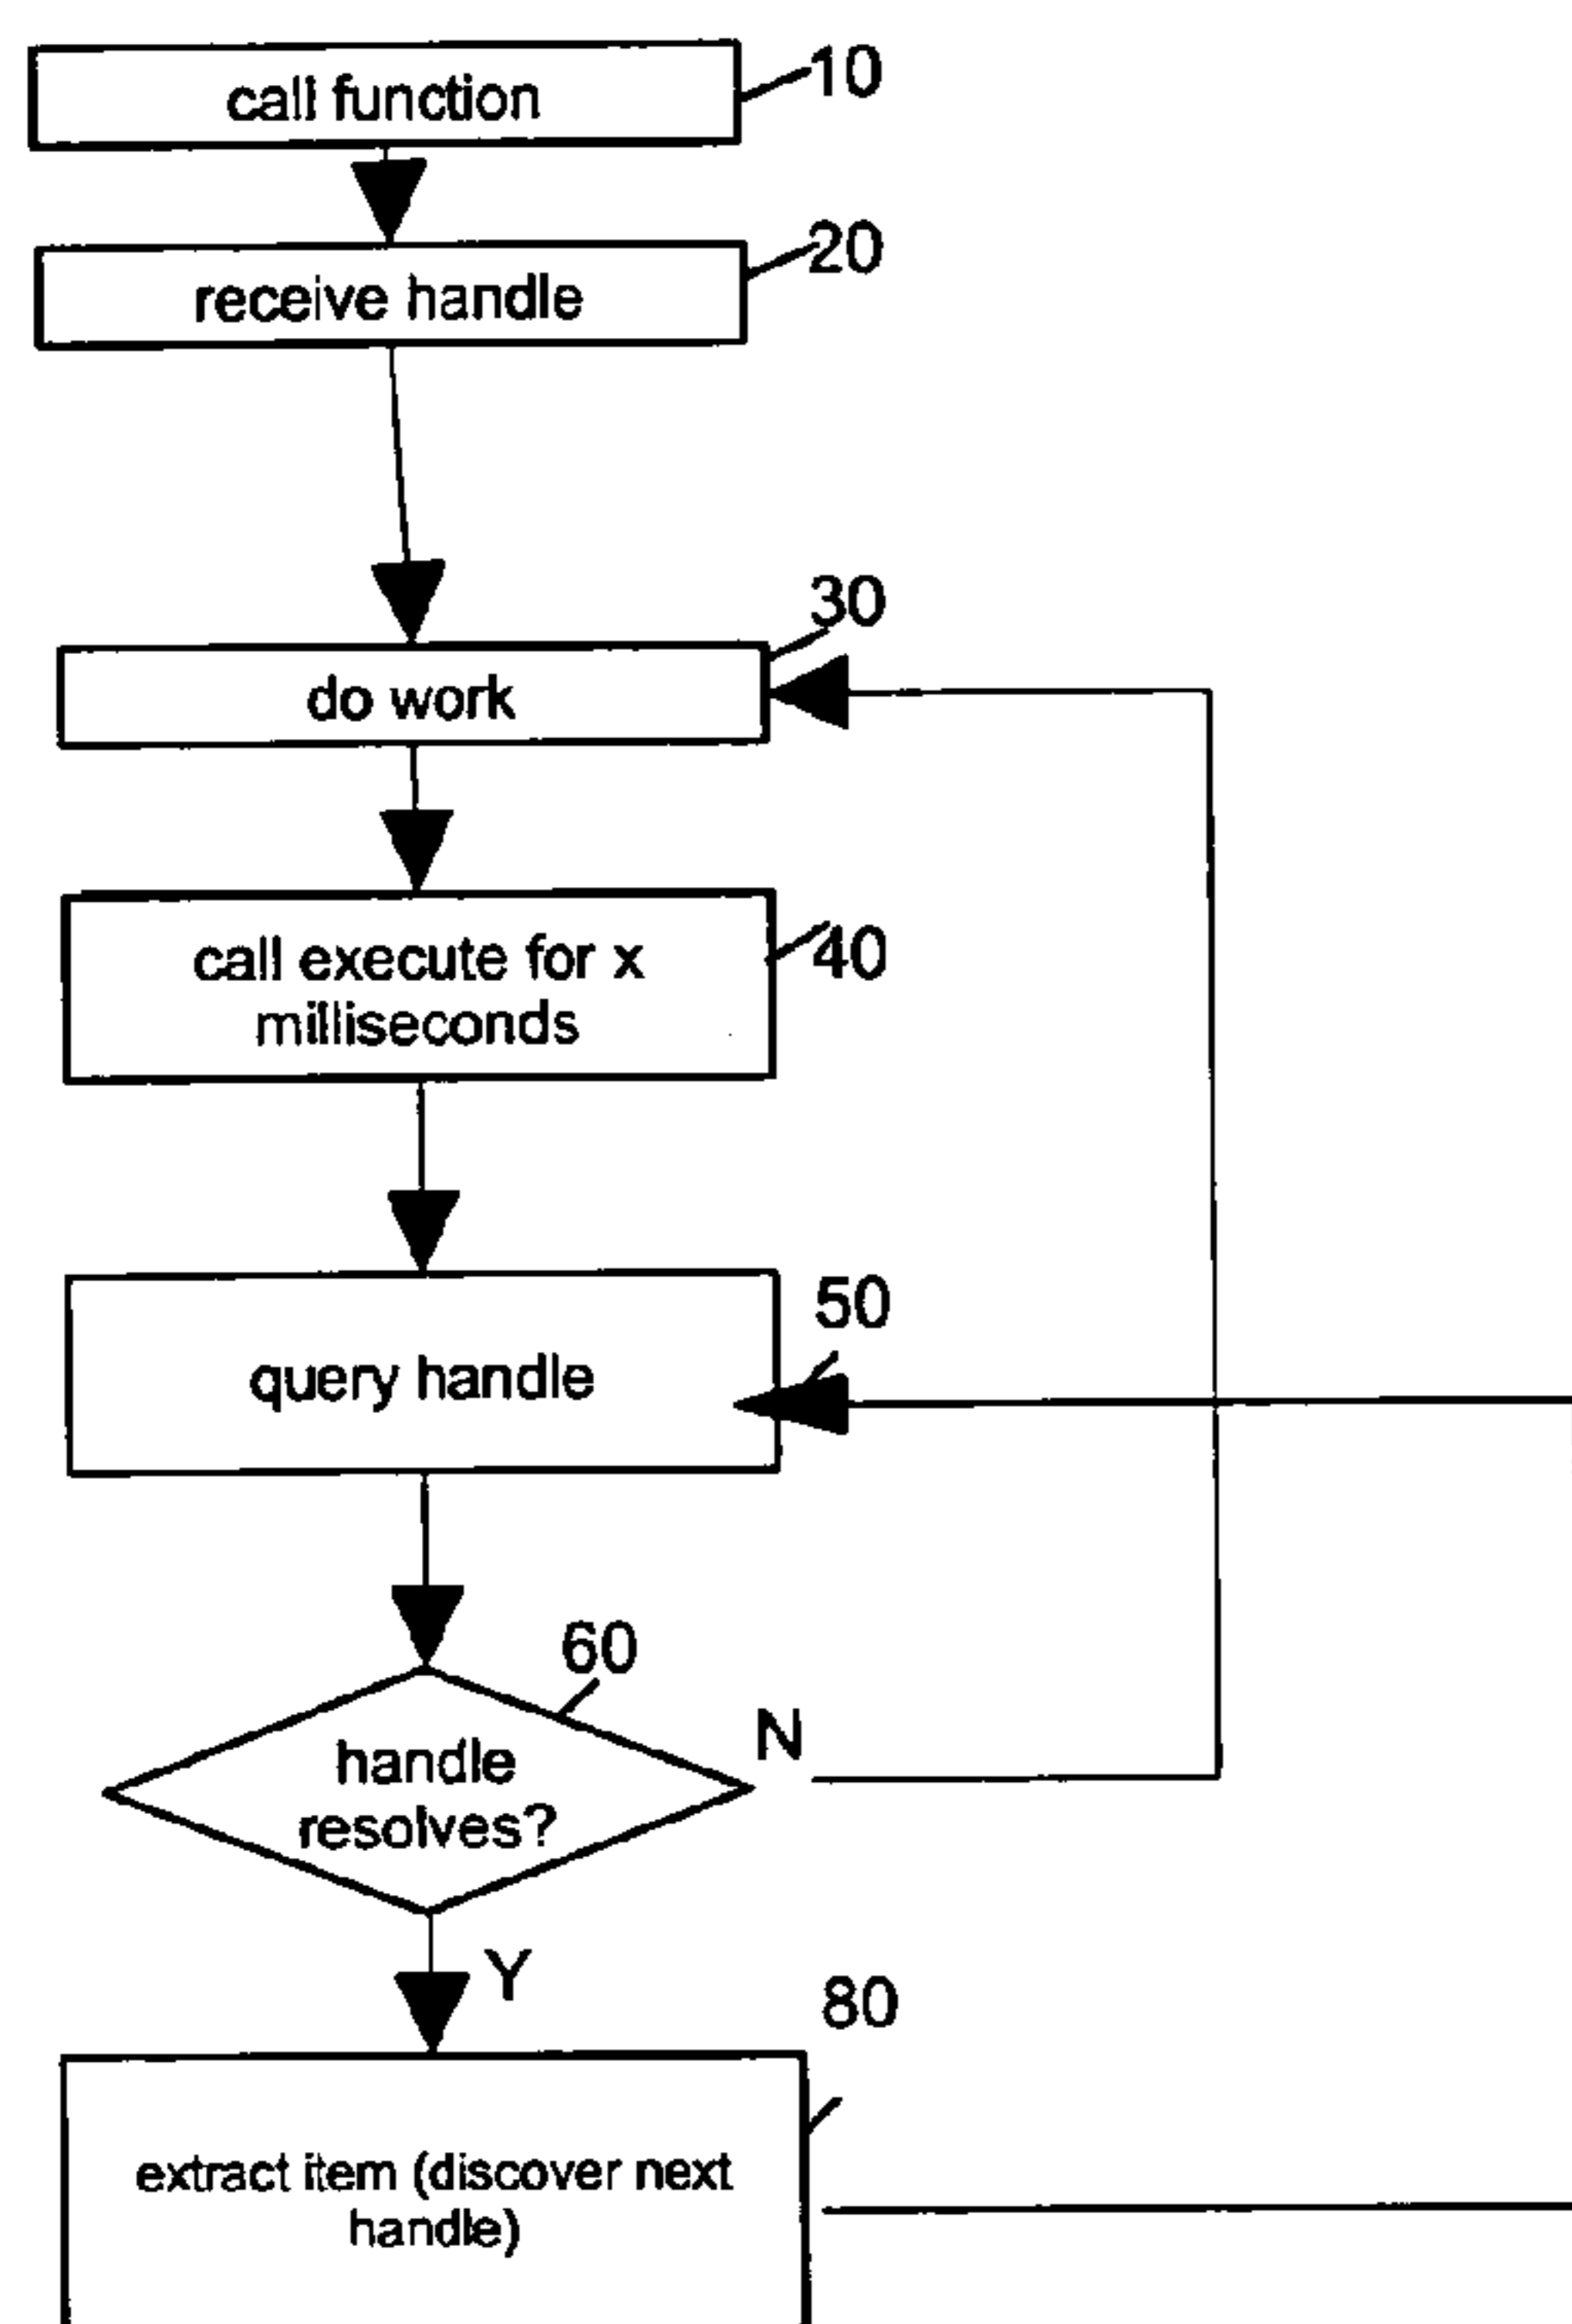 call function
10
receive handle
20
30
do work
call execute for x
milliseconds
40
50
query handle
60
handle
resolves?
N
Y
80
extract item (discover next
handle)